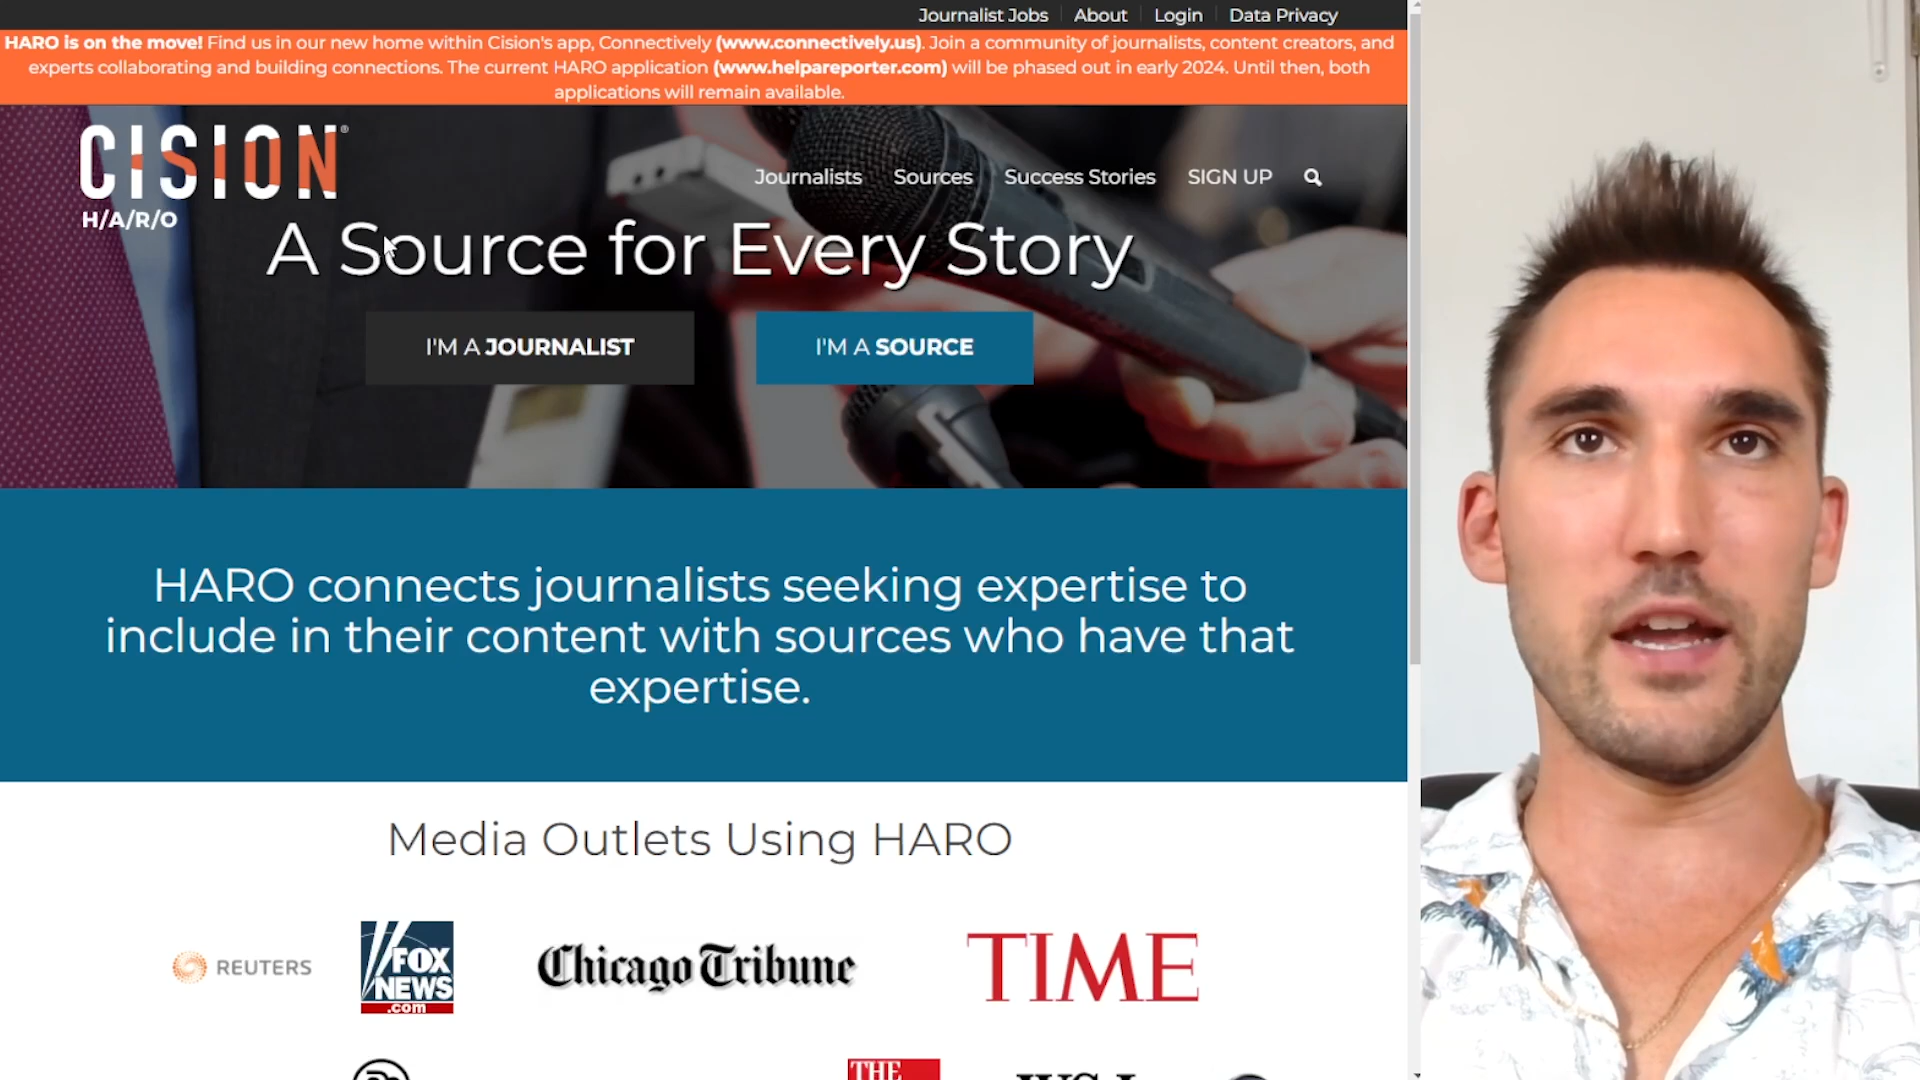 Journalist Jobs About Login Data Privacy
HARO is on the move! Find us in our new home within Cision's app, Connectively (www.connectively.us). Join a community of journalists, content creators, and
experts collaborating and building connections. The current HARO application (www.helpareporter.com) will be phased out in early 2024. Until then, both
applications will remain available.
CISION®
H/A/R/O
Journalists Sources Success Stories SIGN UP
A Source for Every Story
I'M A JOURNALIST I'M A SOURCE
HARO connects journalists seeking expertise to
include in their content with sources who have that
expertise.
Media Outlets Using HARO
REUTERS FOX NEWS .com Chicago Tribune TIME
THE